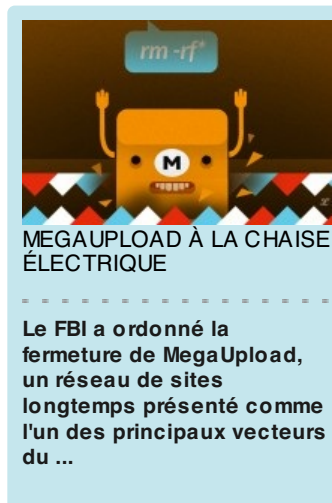 rm -rf*
M
MEGAUPLOAD À LA CHAISE
ÉLECTRIQUE
Le FBI a ordonné la
fermeture de MegaUpload,
un réseau de sites
longtemps présenté comme
l'un des principaux vecteurs
du ...